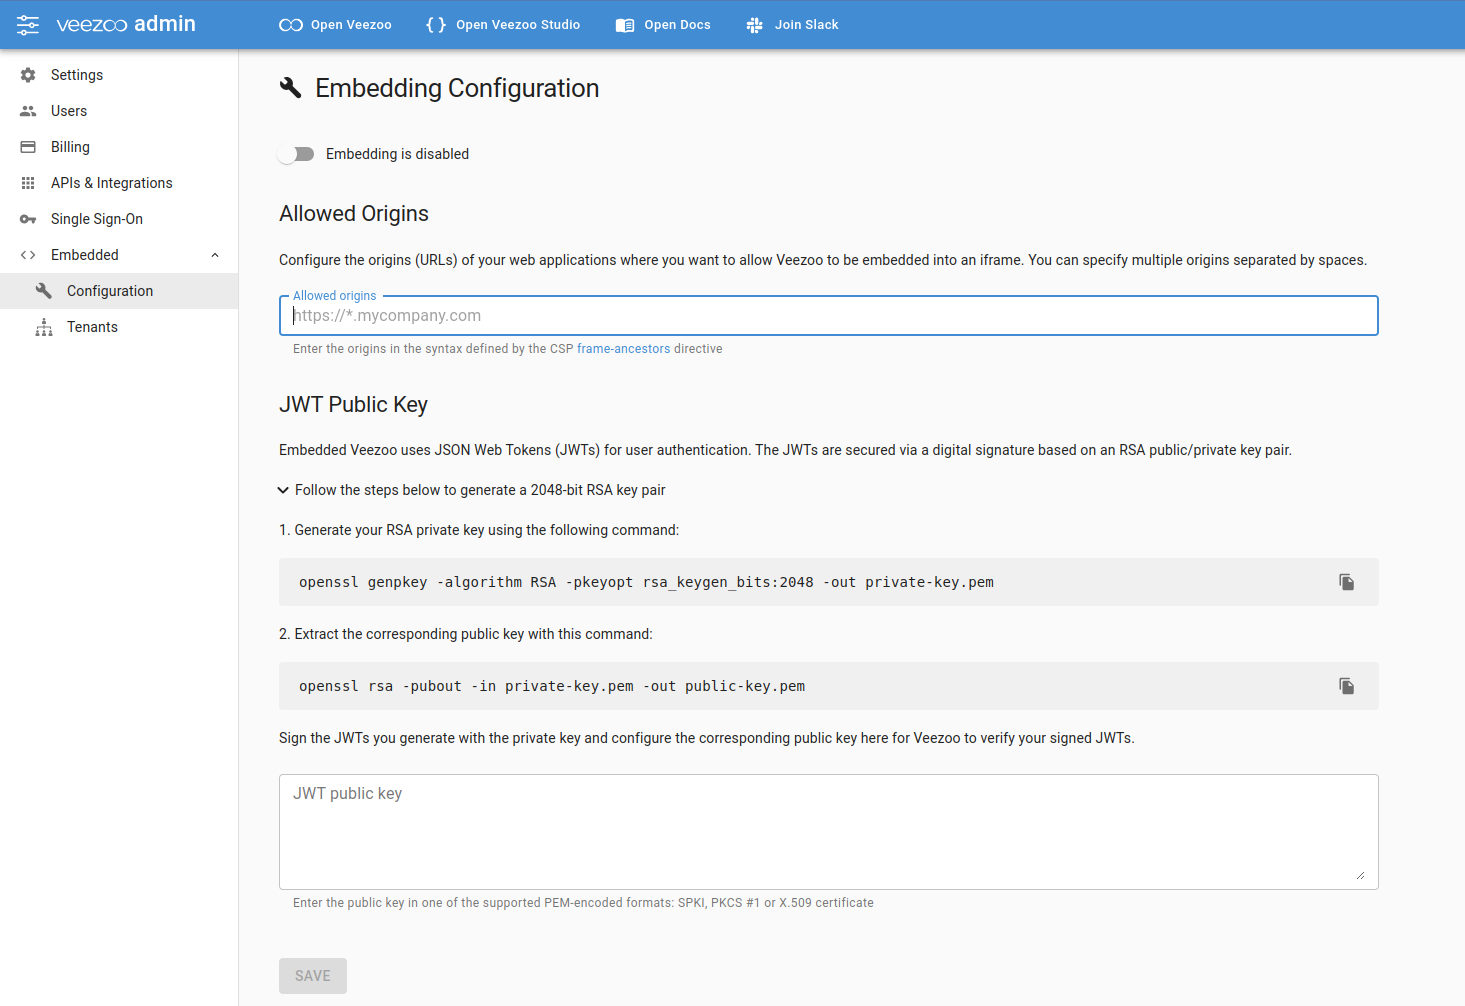 veezoo admin
Open Veezoo
Open Veezoo Studio
Open Docs
Join Slack
Settings
Users
Billing
APIs & Integrations
Single Sign-On
Embedded
Configuration
Tenants
Embedding Configuration
Embedding is disabled
Allowed Origins
Configure the origins (URLs) of your web applications where you want to allow Veezoo to be embedded into an iframe. You can specify multiple origins separated by spaces.
Allowed origins
https://*.mycompany.com
Enter the origins in the syntax defined by the CSP frame-ancestors directive
JWT Public Key
Embedded Veezoo uses JSON Web Tokens (JWTs) for user authentication. The JWTs are secured via a digital signature based on an RSA public/private key pair.
Follow the steps below to generate a 2048-bit RSA key pair
1. Generate your RSA private key using the following command:
openssl genpkey -algorithm RSA -pkeyopt rsa_keygen_bits:2048 -out private-key.pem
2. Extract the corresponding public key with this command:
openssl rsa -pubout -in private-key.pem -out public-key.pem
Sign the JWTs you generate with the private key and configure the corresponding public key here for Veezoo to verify your signed JWTs.
JWT public key
Enter the public key in one of the supported PEM-encoded formats: SPKI, PKCS #1 or X.509 certificate
SAVE